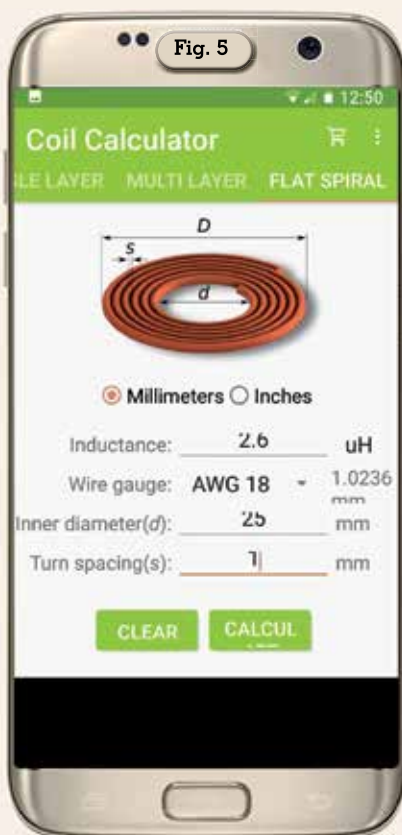 Fig. 5
12:50
Coil Calculator
LE LAYER MULTI LAYER FLAT SPIRAL
D
s
d
Millimeters Inches
Inductance: 2.6 uH
Wire gauge: AWG 18 1.0236
mm
Inner diameter(d): 25 mm
Turn spacing(s): 1 mm
CLEAR CALCUL